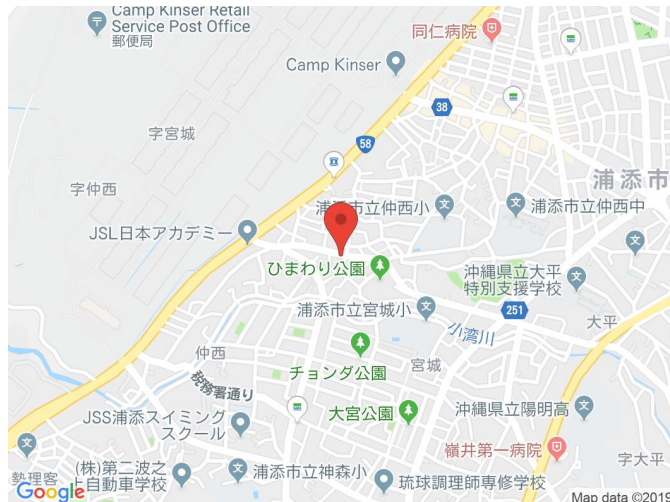 Camp Kinser Retail
Service Post Office
郵便局
同仁病院
Camp Kinser
38
字宮城
58
浦添市
字仲西
浦添市立仲西小
浦添市立仲西中
JSL日本アカデミー
ひまわり公園
沖縄県立大平
特別支援学校
浦添市立宮城小
251
大平
小湾川
仲西
宮城
チョンダ公園
税務署通り
大宮公園
沖縄県立陽明高
JSS浦添スイミング
スクール
嶺井第一病院
字大平
勢理客
(株)第二波之
上自動車学校
浦添市立神森小
琉球調理師専修学校
Google
Map data ©2019